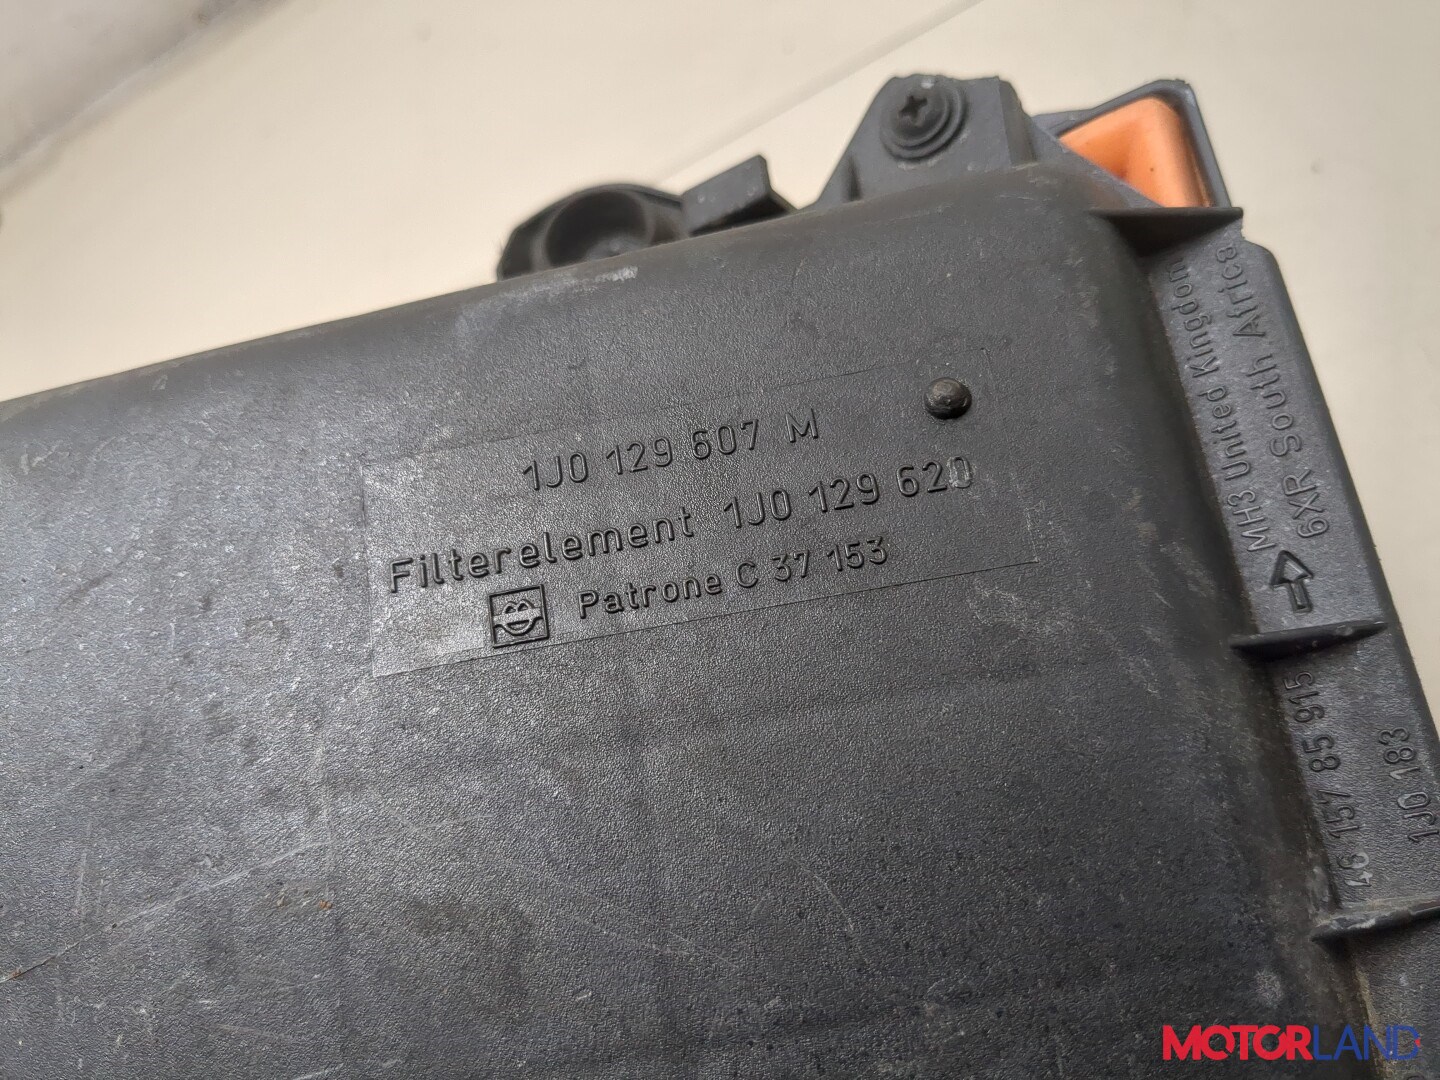 1J0 129 607 M
Filterelement 1J0 129 620
Patrone C 37 153
MH3 United Kingdom
6XR South Africa
46 157 85 915
1J0 183
MOTORLAND